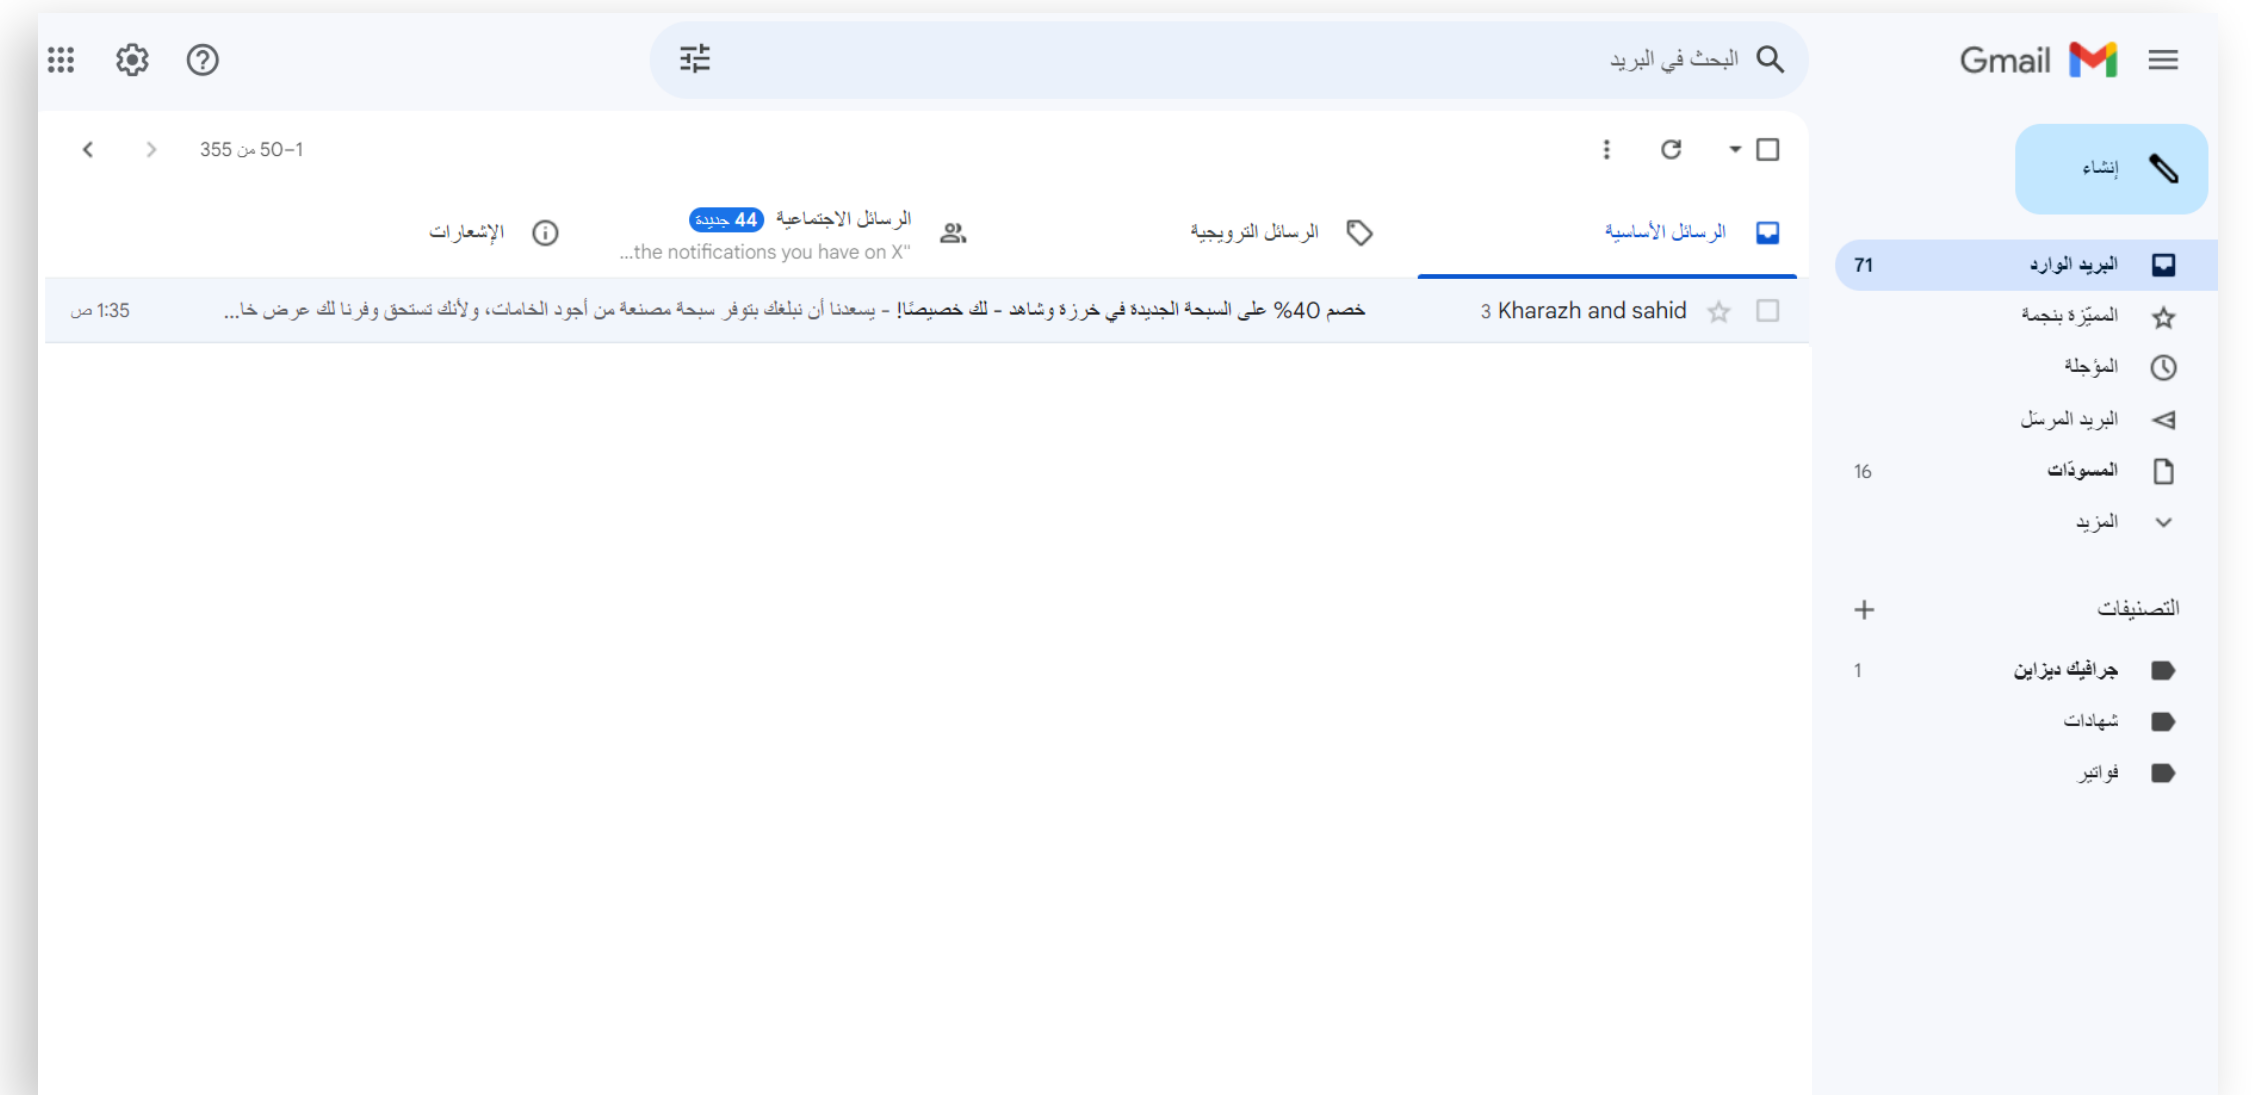 Gmail
البحث في البريد
إنشاء
1–50 من 355
الرسائل الأساسية
الرسائل الترويجية
الرسائل الاجتماعية 44 جديدة
"the notifications you have on X...
الإشعارات
Kharazh and sahid 3
خصم 40% على السبحة الجديدة في خرزة وشاهد - لك خصيصًا! - يسعدنا أن نبلغك بتوفر سبحة مصنعة من أجود الخامات، ولأنك تستحق وفرنا لك عرض خا...
1:35 ص
البريد الوارد 71
المميّزة بنجمة
المؤجلة
البريد المرسَل
المسودّات 16
المزيد
التصنيفات
جرافيك ديزاين 1
شهادات
فواتير